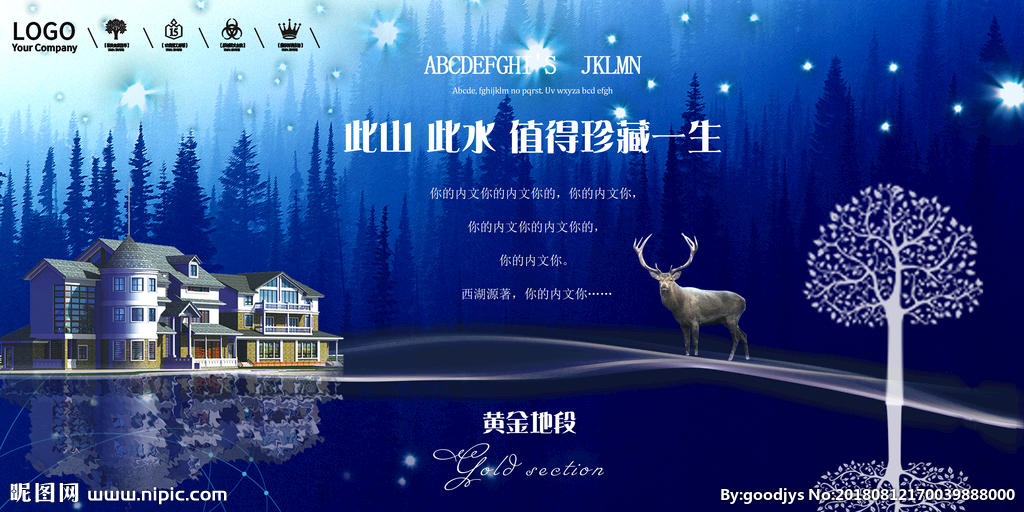 LOGO
Your Company
ABCDEFGHI'S JKLMN
Abcde, fghijklm no pqrst. Uv wxyza bcd efgh
此山 此水 值得珍藏一生
你的内文你的内文你的，你的内文你，
你的内文你的内文你的，
你的内文你。
西湖源著，你的内文你……
黄金地段
Gold section
昵图网 www.nipic.com
By:goodjys No:20180812170039888000